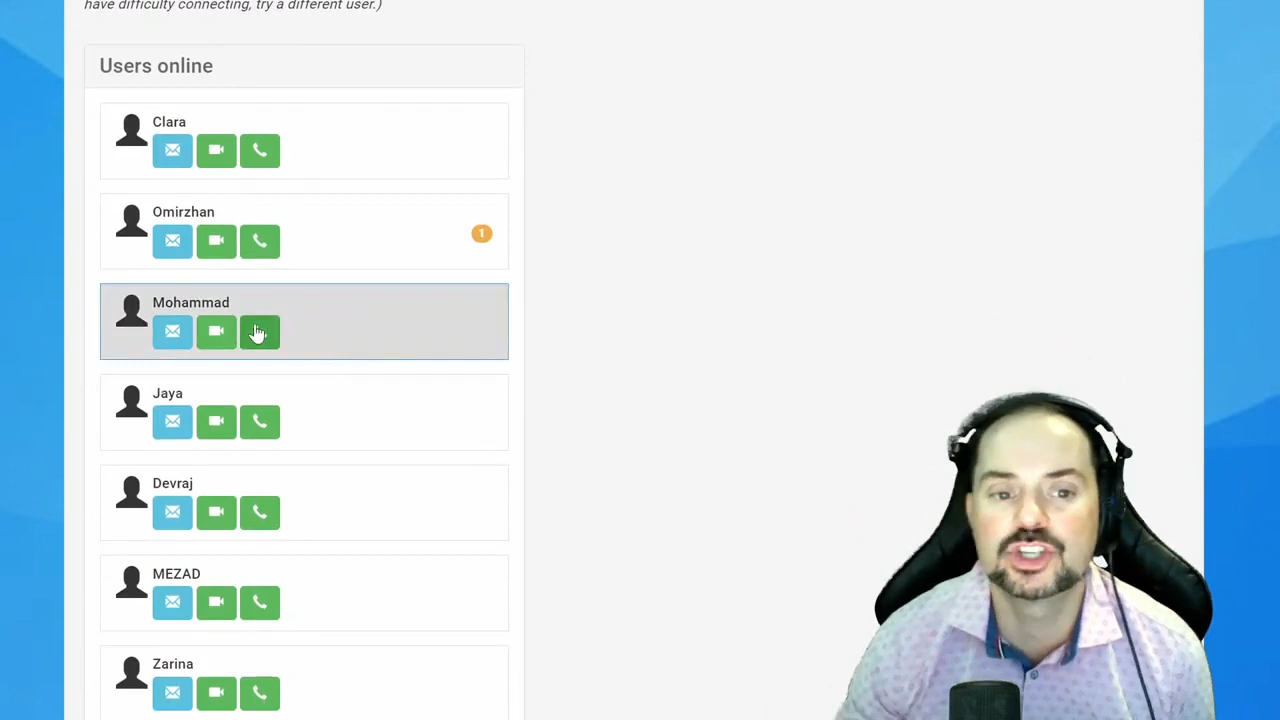 have difficulty connecting, try a different user.)
Users online
Clara
Omirzhan
1
Mohammad
Jaya
Devraj
MEZAD
Zarina